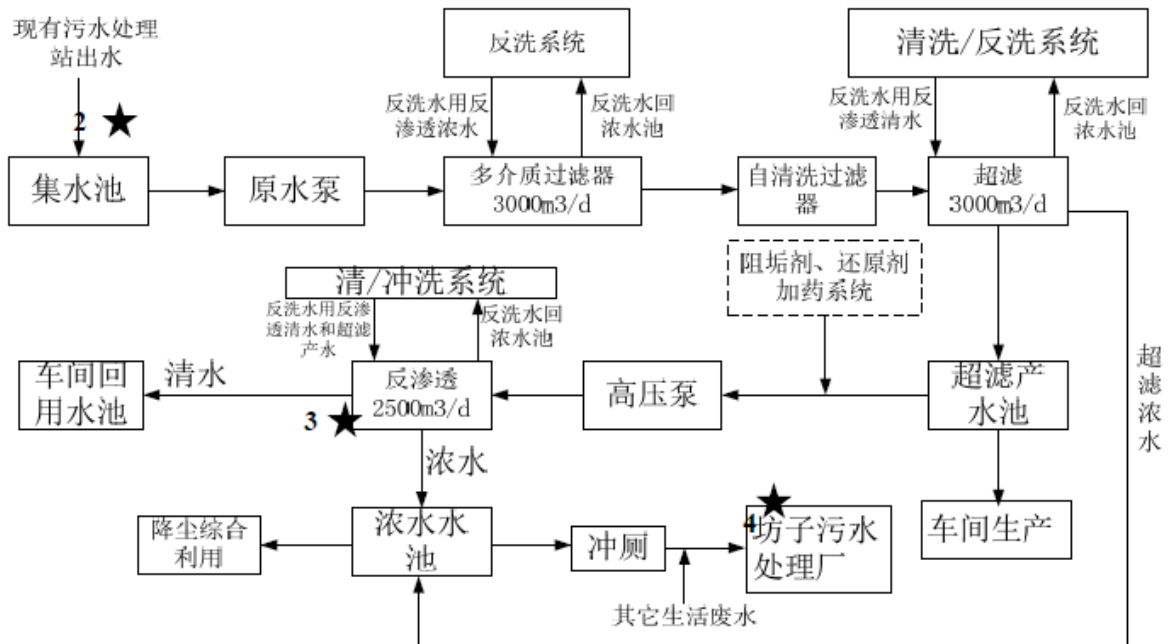 现有污水处理
站出水
2
反洗系统
清洗/反洗系统
反洗水用反
渗透浓水
反洗水回
浓水池
反洗水用反
渗透清水
反洗水回
浓水池
集水池
原水泵
多介质过滤器
3000m3/d
自清洗过滤
器
超滤
3000m3/d
阻垢剂、还原剂
加药系统
清/冲洗系统
反洗水用反渗
透清水和超滤
产水
反洗水回
浓水池
车间回
用水池
清水
反渗透
2500m3/d
3
高压泵
超滤产
水池
超滤浓水
浓水
降尘综合
利用
浓水水
池
冲厕
4
坊子污水
处理厂
车间生产
其它生活废水